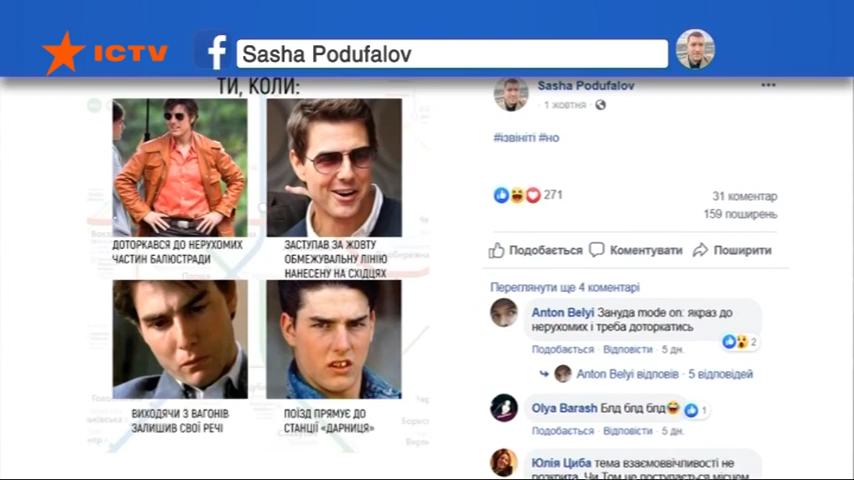 ICTV
Sasha Podufalov
ТИ, КОЛИ:
ДОТОРКАВСЯ ДО НЕРУХОМИХ
ЧАСТИН БАЛЮСТРАДИ
ЗАСТУПАВ ЗА ЖОВТУ
ОБМЕЖУВАЛЬНУ ЛІНІЮ
НАНЕСЕНУ НА СХІДЦЯХ
ВИХОДЯЧИ З ВАГОНІВ
ЗАЛИШИВ СВОЇ РЕЧІ
ПОЇЗД ПРЯМУЄ ДО
СТАНЦІЇ «ДАРНИЦЯ»
Sasha Podufalov
1 жовтня
#ізвініті #но
271
31 коментар
159 поширень
Подобається Коментувати Поширити
Переглянути ще 4 коментарі
Anton Belyi Зануда mode on: якраз до
нерухомих і треба доторкатись
2
Подобається · Відповісти · 5 дн.
Anton Belyi відповів · 5 відповідей
Olya Barash Блд блд блд
1
Подобається · Відповісти · 5 дн.
Юлія Циба тема взаємоввічливості не
розкрита. Чи Том не поступається місцем